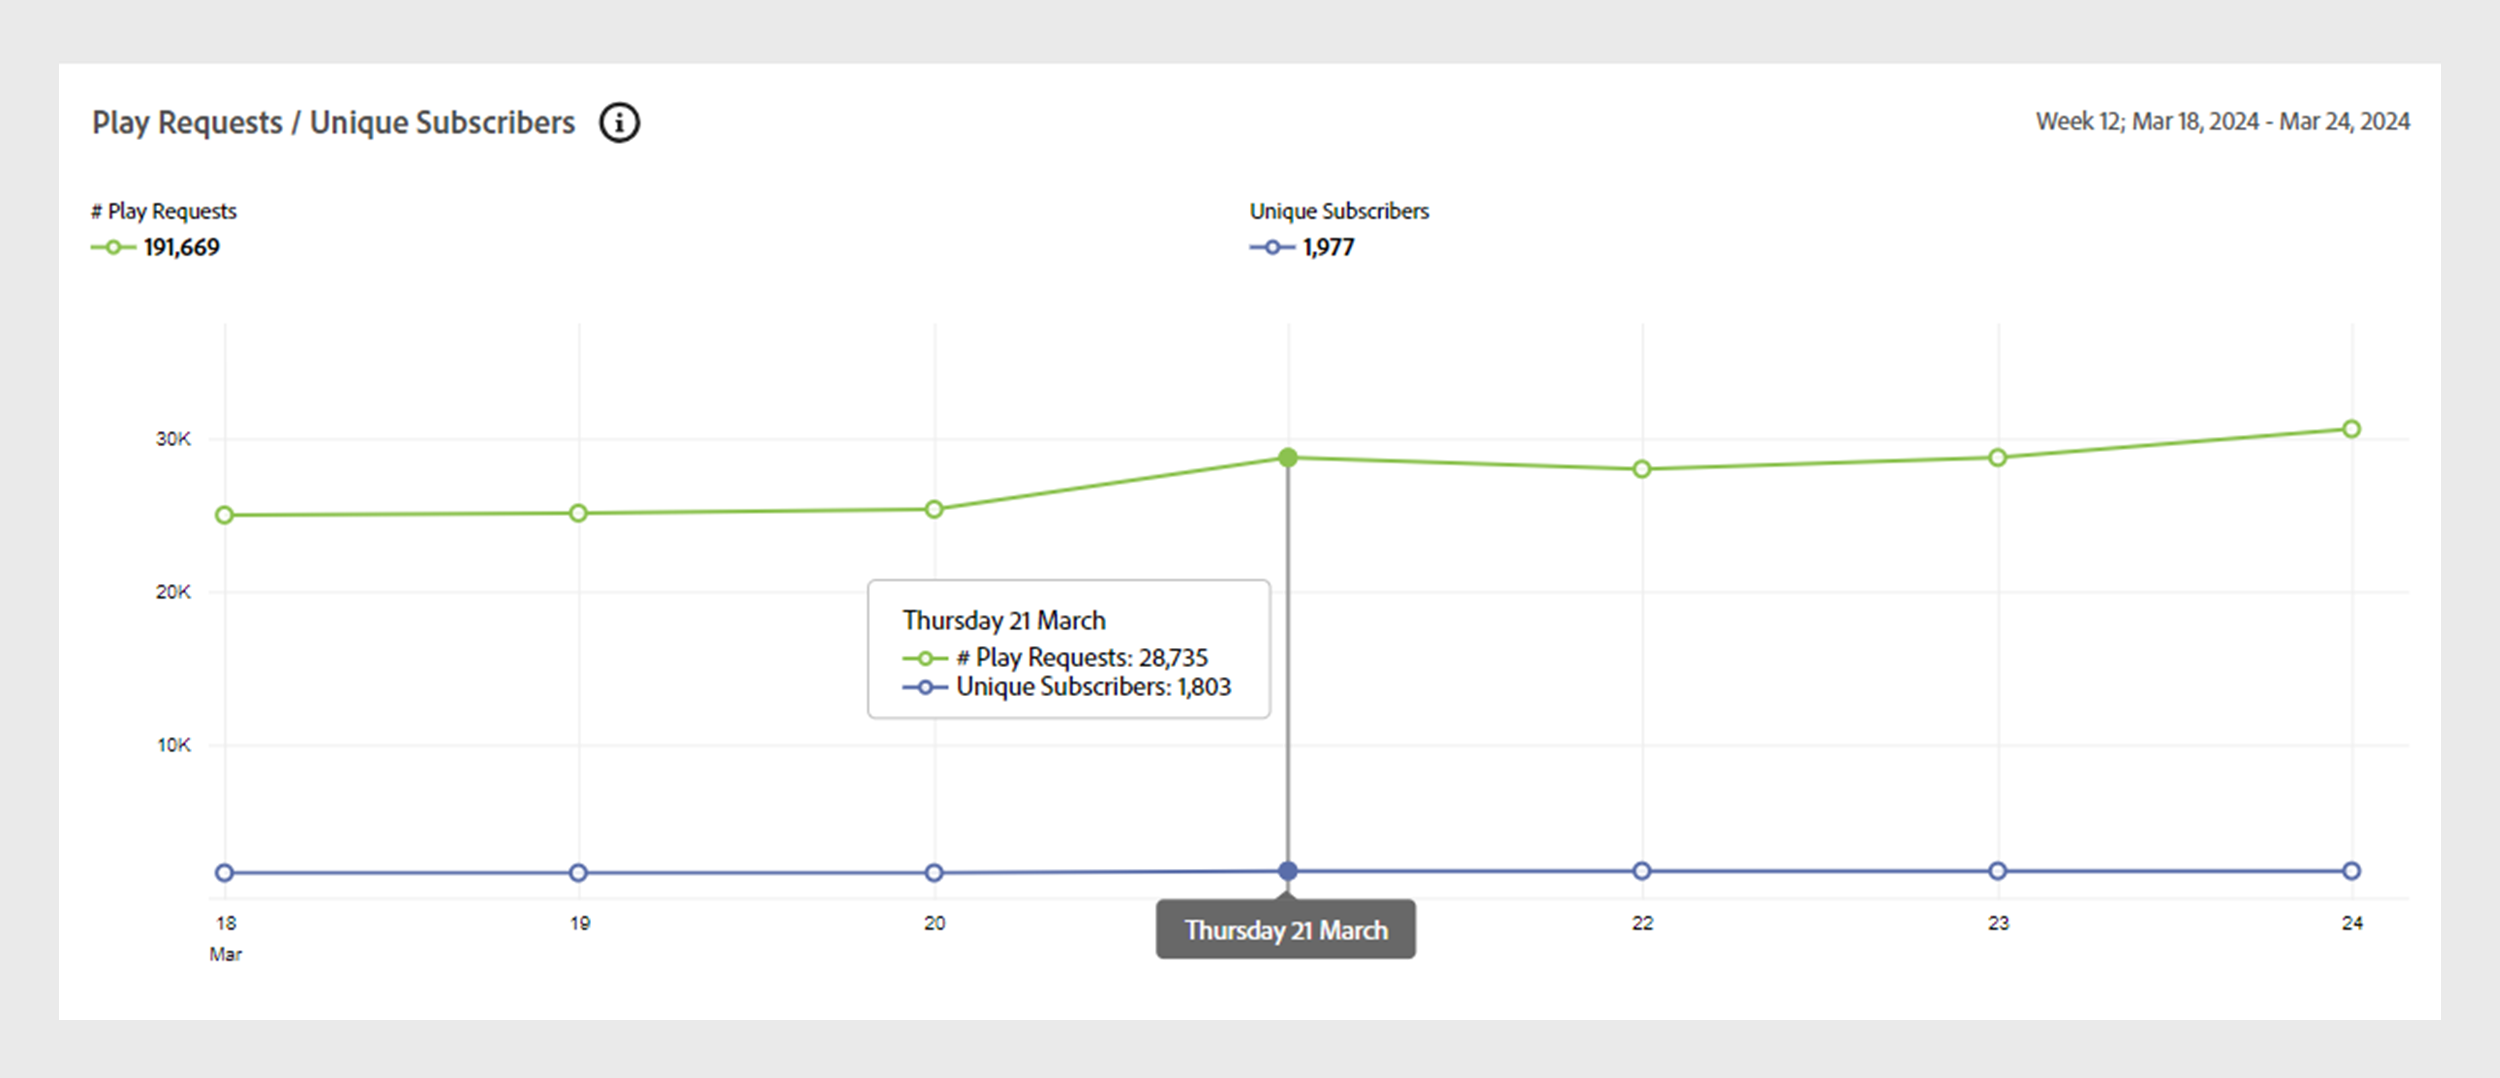 Play Requests / Unique Subscribers
Week 12; Mar 18, 2024 - Mar 24, 2024
# Play Requests
191,669
Unique Subscribers
1,977
30K
20K
10K
Thursday 21 March
# Play Requests: 28,735
Unique Subscribers: 1,803
18
Mar
19
20
Thursday 21 March
22
23
24